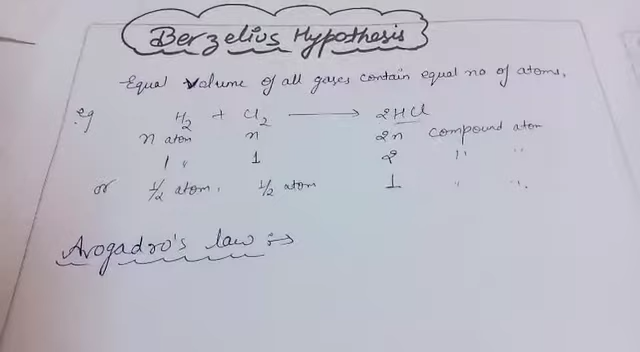 Berzelius Hypothesis
Equal Volume of all gases contain equal no of atoms.
eg H₂ + Cl₂ → 2HCl
n atom n 2n compound atom
1 " 1 2 " "
or 1/2 atom. 1/2 atom 1 " ".
Avogadro's law :->